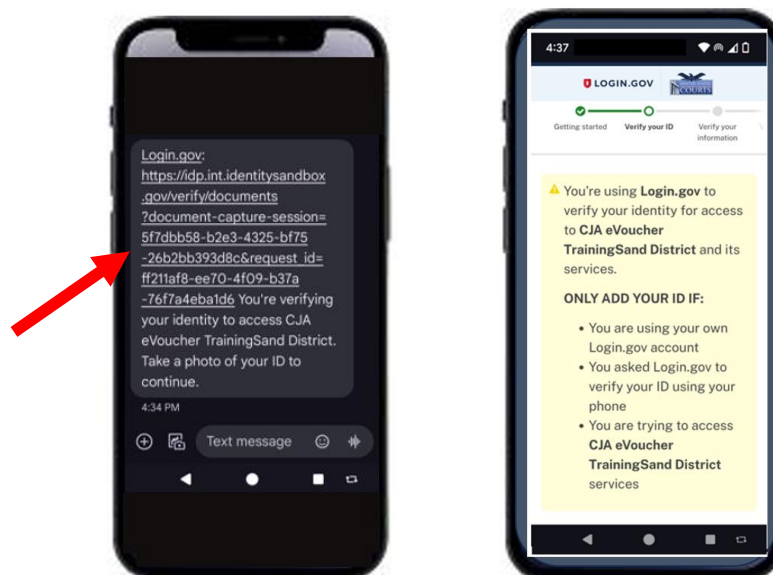 Login.gov:
https://idp.int.identitysandbox
.gov/verify/documents
?document-capture-session=
5f7dbb58-b2e3-4325-bf75
-26b2bb393d8c&request_id=
ff211af8-ee70-4f09-b37a
-76f7a4eba1d6 You're verifying
your identity to access CJA
eVoucher TrainingSand District.
Take a photo of your ID to
continue.
4:34 PM
Text message
4:37
LOGIN.GOV
COURTS
Getting started
Verify your ID
Verify your
information
You're using Login.gov to
verify your identity for access
to CJA eVoucher
TrainingSand District and its
services.
ONLY ADD YOUR ID IF:
• You are using your own
Login.gov account
• You asked Login.gov to
verify your ID using your
phone
• You are trying to access
CJA eVoucher
TrainingSand District
services